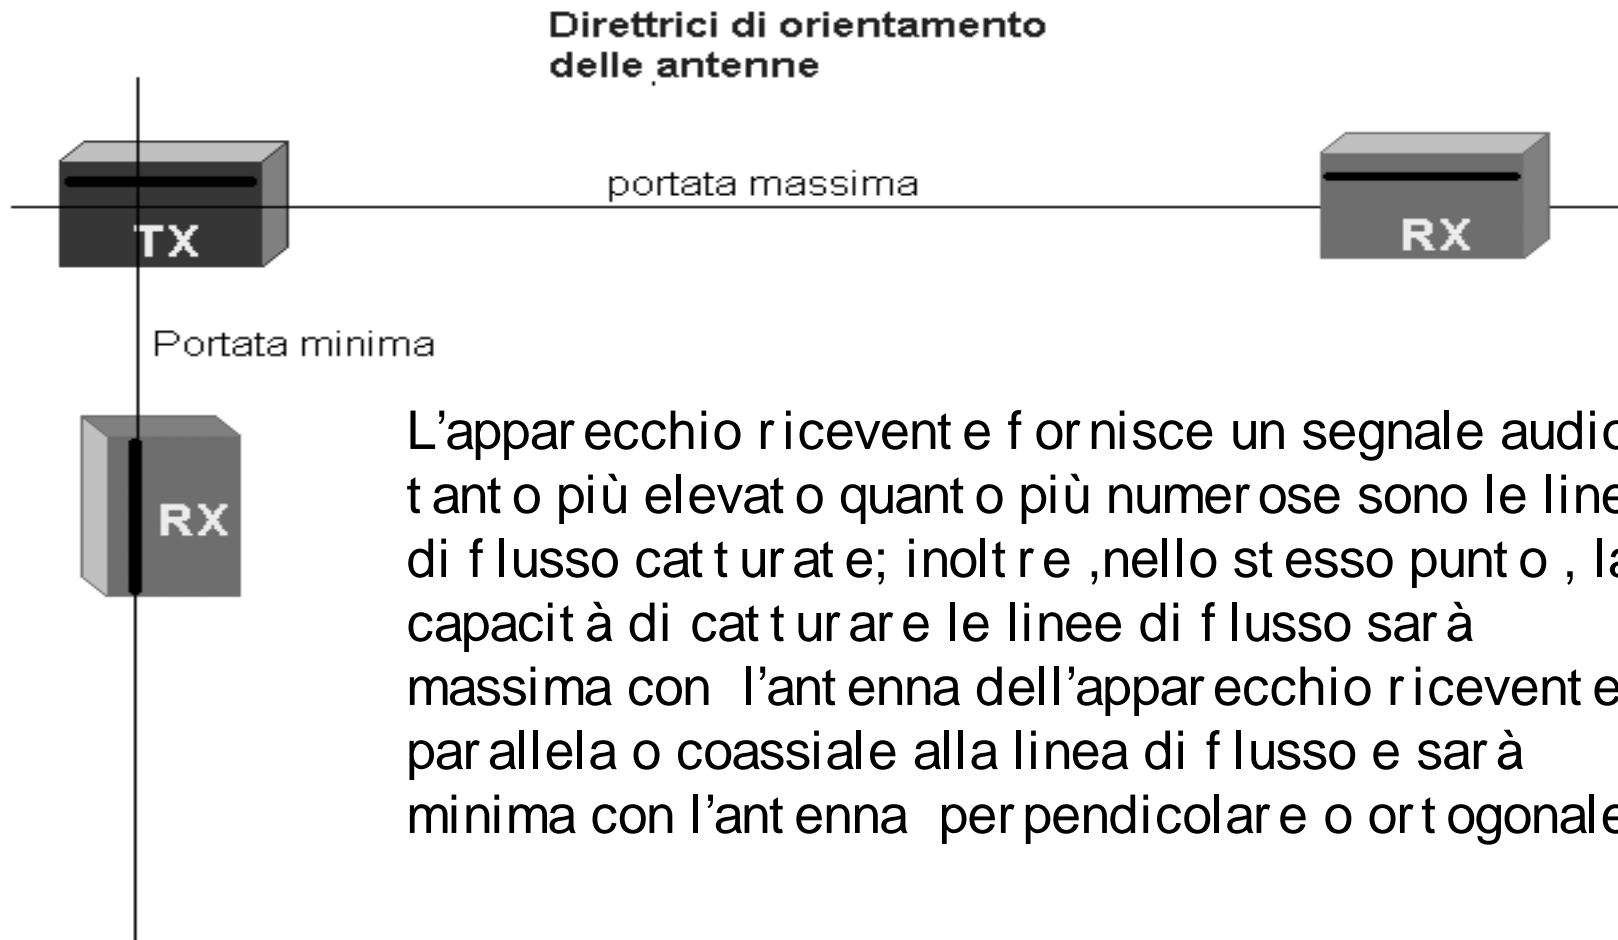 Direttrici di orientamento
delle antenne
portata massima
TX
RX
Portata minima
RX
L'apparecchio ricevente fornisce un segnale audio
tanto più elevato quanto più numerose sono le line
di flusso catturate; inoltre ,nello stesso punto , la
capacità di catturare le linee di flusso sarà
massima con l'antenna dell'apparecchio ricevente
parallela o coassiale alla linea di flusso e sarà
minima con l'antenna perpendicolare o ortogonale